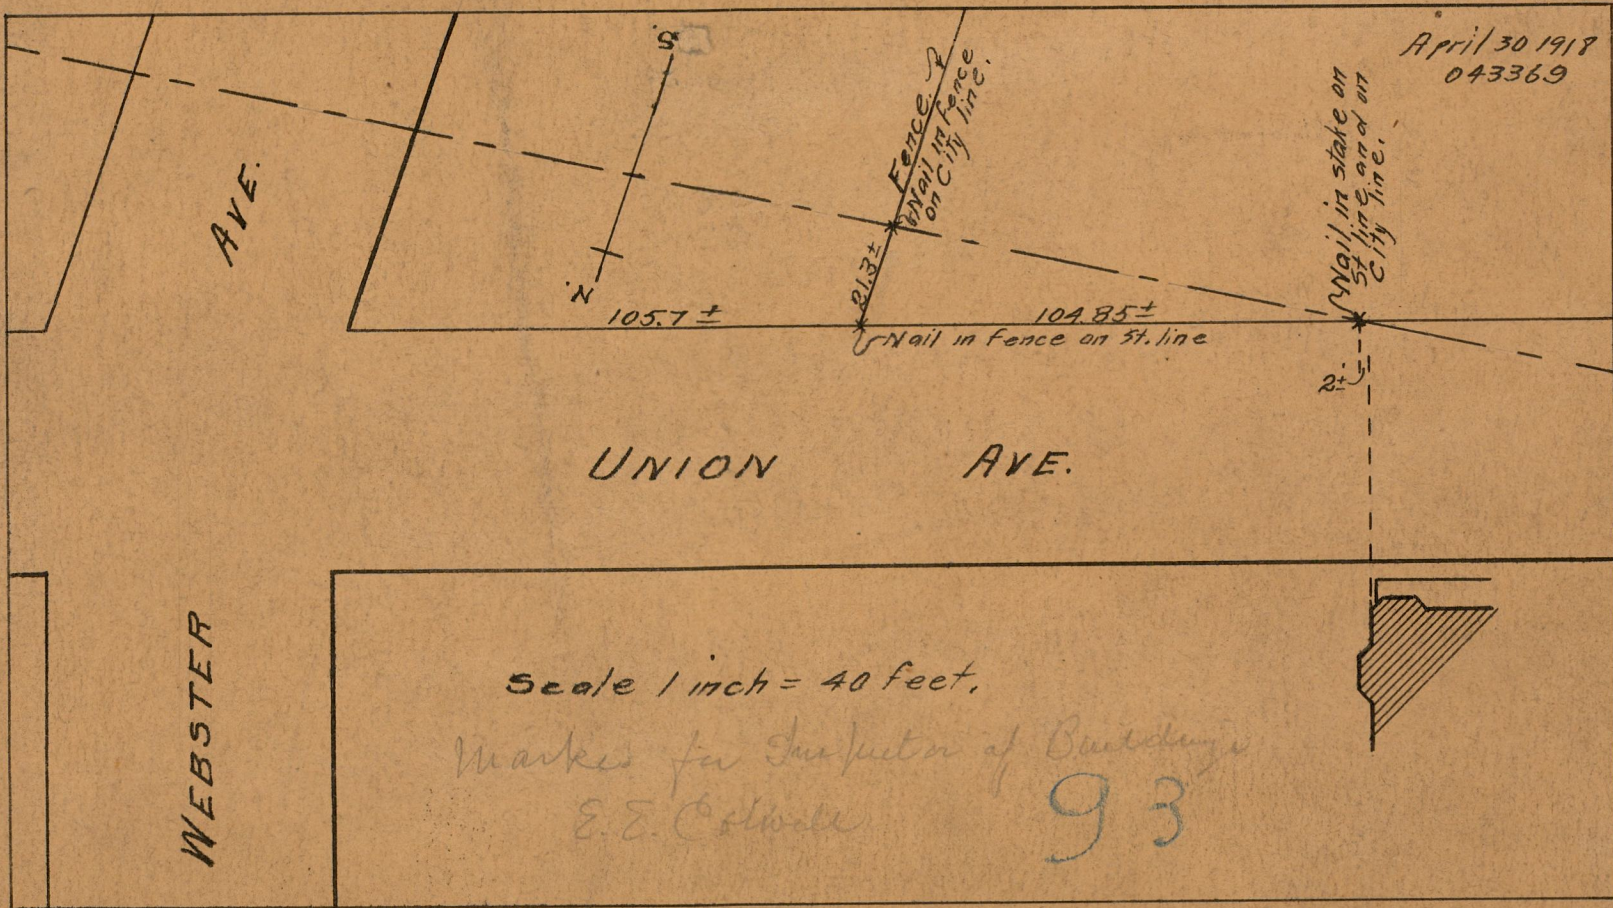 April 30 1918
043369
S.
Fence.
Nail in fence
on City line.
Nail in stake on
St line and on
City line.
AVE.
N.
21.3±
105.7±
104.85±
Nail in fence on St. line
2±
UNION AVE.
WEBSTER
Scale 1 inch = 40 feet.
Marked for Inspector of Buildings
E. E.
93